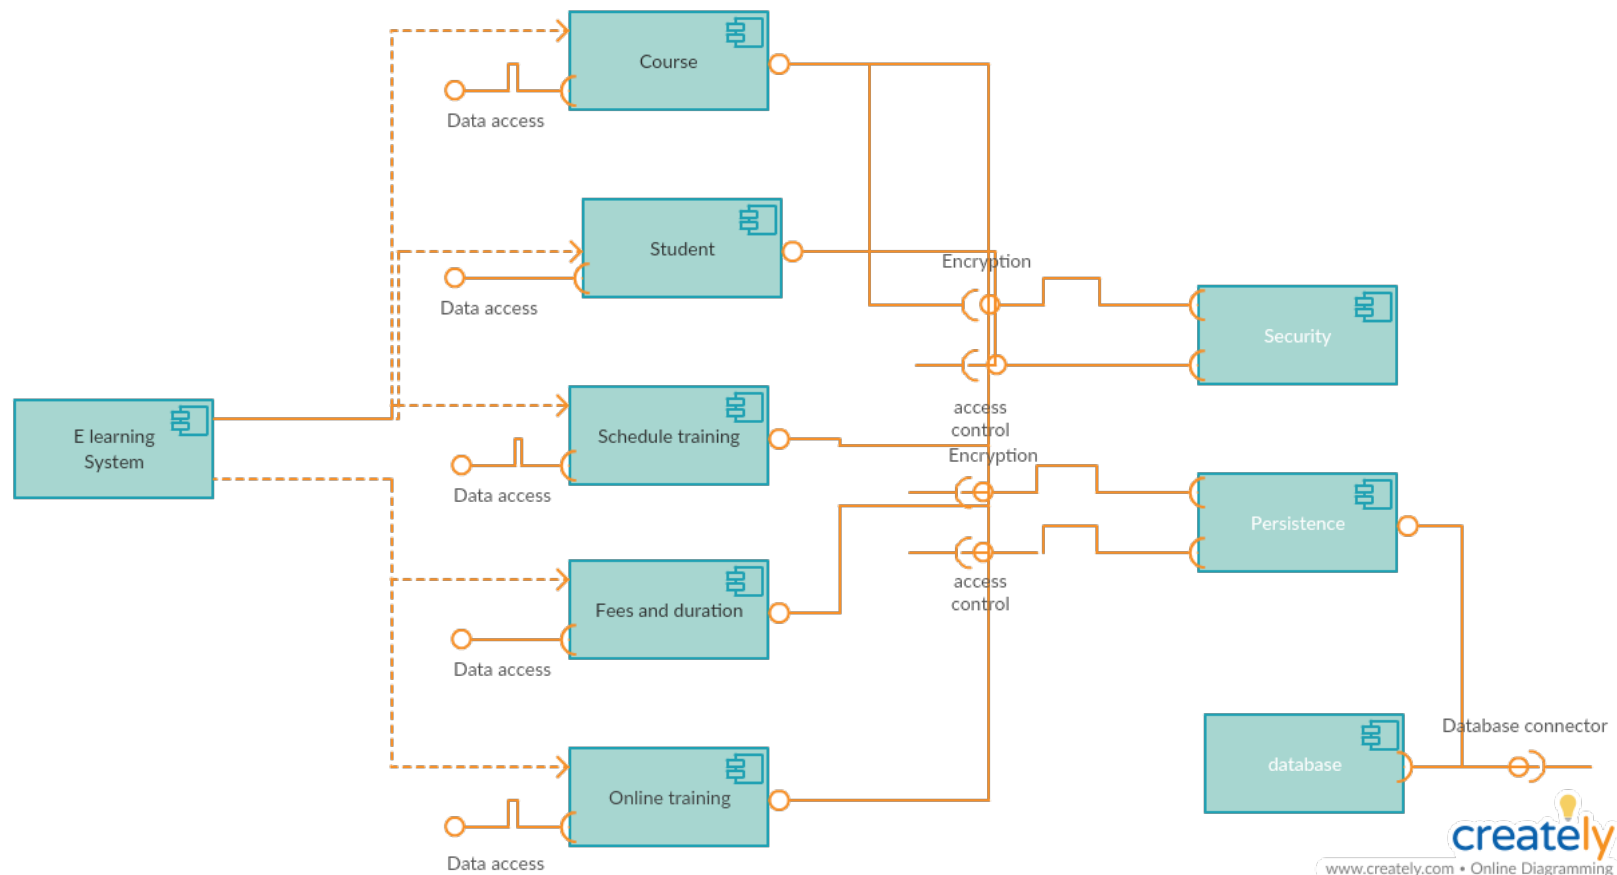 Course
Data access
Student
Encryption
Data access
Security
access
control
E learning
System
Schedule training
Encryption
Data access
Persistence
access
control
Fees and duration
Data access
Database connector
database
Online training
Data access
creately
www.creately.com • Online Diagramming